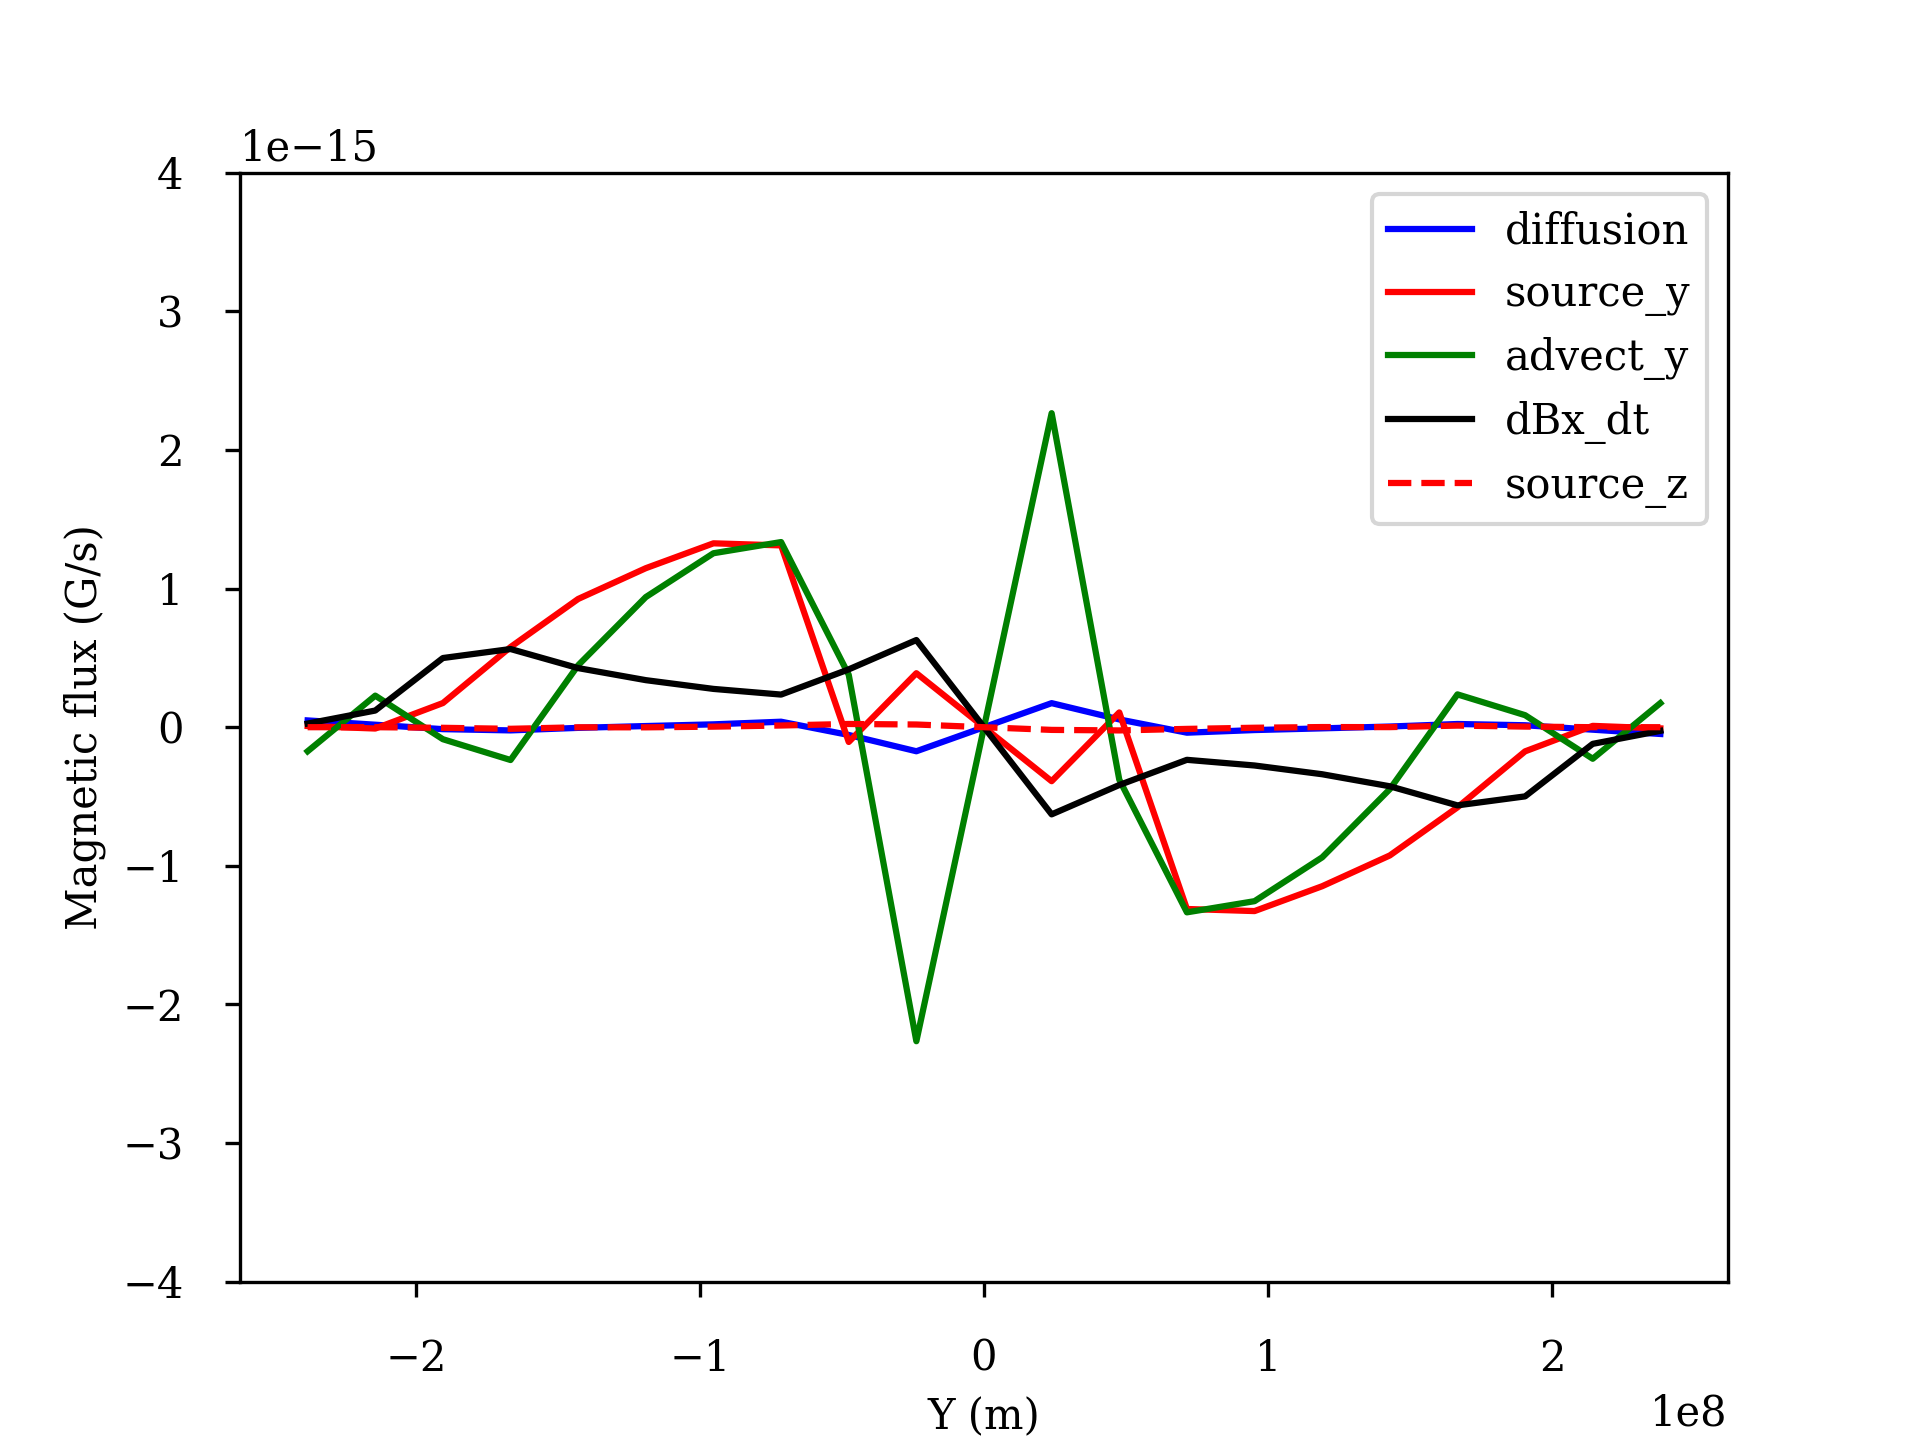 1e−15
4
3
2
1
0
−1
−2
−3
−4
Magnetic flux (G/s)
diffusion
source_y
advect_y
dBx_dt
source_z
−2 −1 0 1 2
Y (m)
1e8